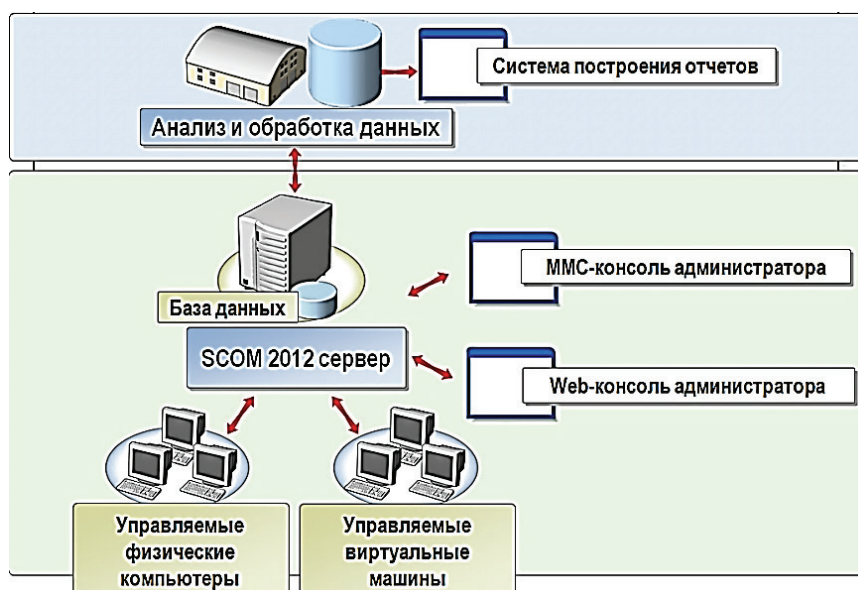 Система построения отчетов
Анализ и обработка данных
MMC-консоль администратора
База данных
SCOM 2012 сервер
Web-консоль администратора
Управляемые
физические
компьютеры
Управляемые
виртуальные
машины